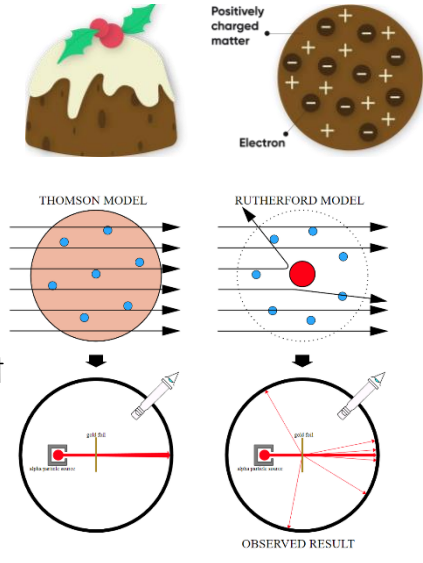 Positively
charged
matter
Electron
THOMSON MODEL
RUTHERFORD MODEL
gold foil
alpha particle source
gold foil
alpha particle source
OBSERVED RESULT